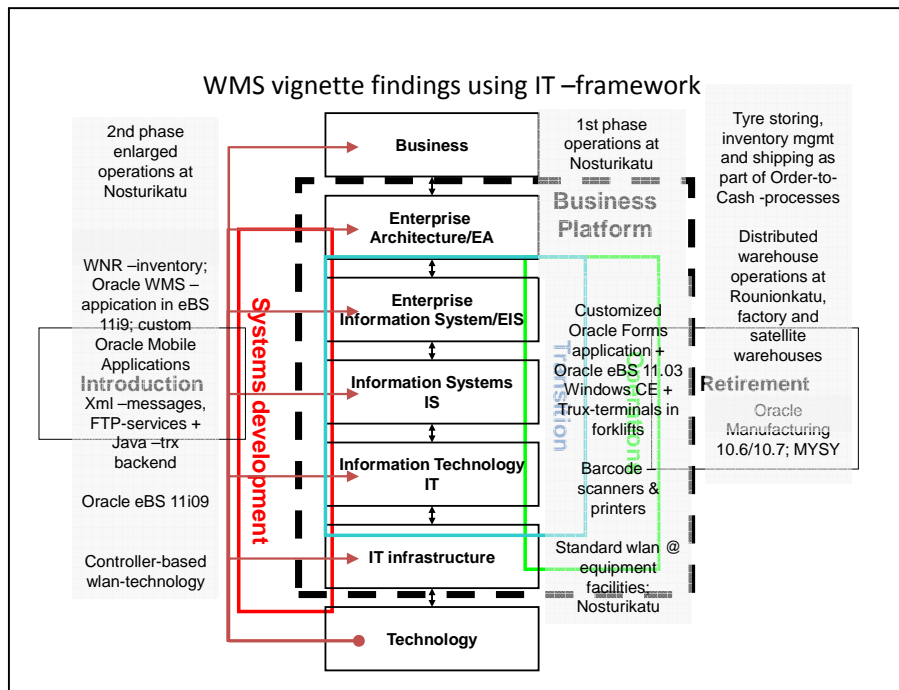 WMS vignette findings using IT –framework
2nd phase
enlarged
operations at
Nosturikatu
WNR –inventory;
Oracle WMS –
appication in eBS
11i9; custom
Oracle Mobile
Applications
Introduction
Xml –messages,
FTP-services +
Java –trx
backend
Oracle eBS 11i09
Controller-based
wlan-technology
Systems development
Business
Enterprise
Architecture/EA
Enterprise
Information System/EIS
Information Systems
IS
Information Technology
IT
IT infrastructure
Technology
1st phase
operations at
Nosturikatu
Business
Platform
Transition
Operations
Customized
Oracle Forms
application +
Oracle eBS 11.03
Windows CE +
Trux-terminals in
forklifts
Barcode
scanners &
printers
Standard wlan @
equipment
facilities:
Nosturikatu
Tyre storing,
inventory mgmt
and shipping as
part of Order-to-
Cash -processes
Distributed
warehouse
operations at
Rounionkatu,
factory and
satellite
warehouses
Retirement
Oracle
Manufacturing
10.6/10.7; MYSY